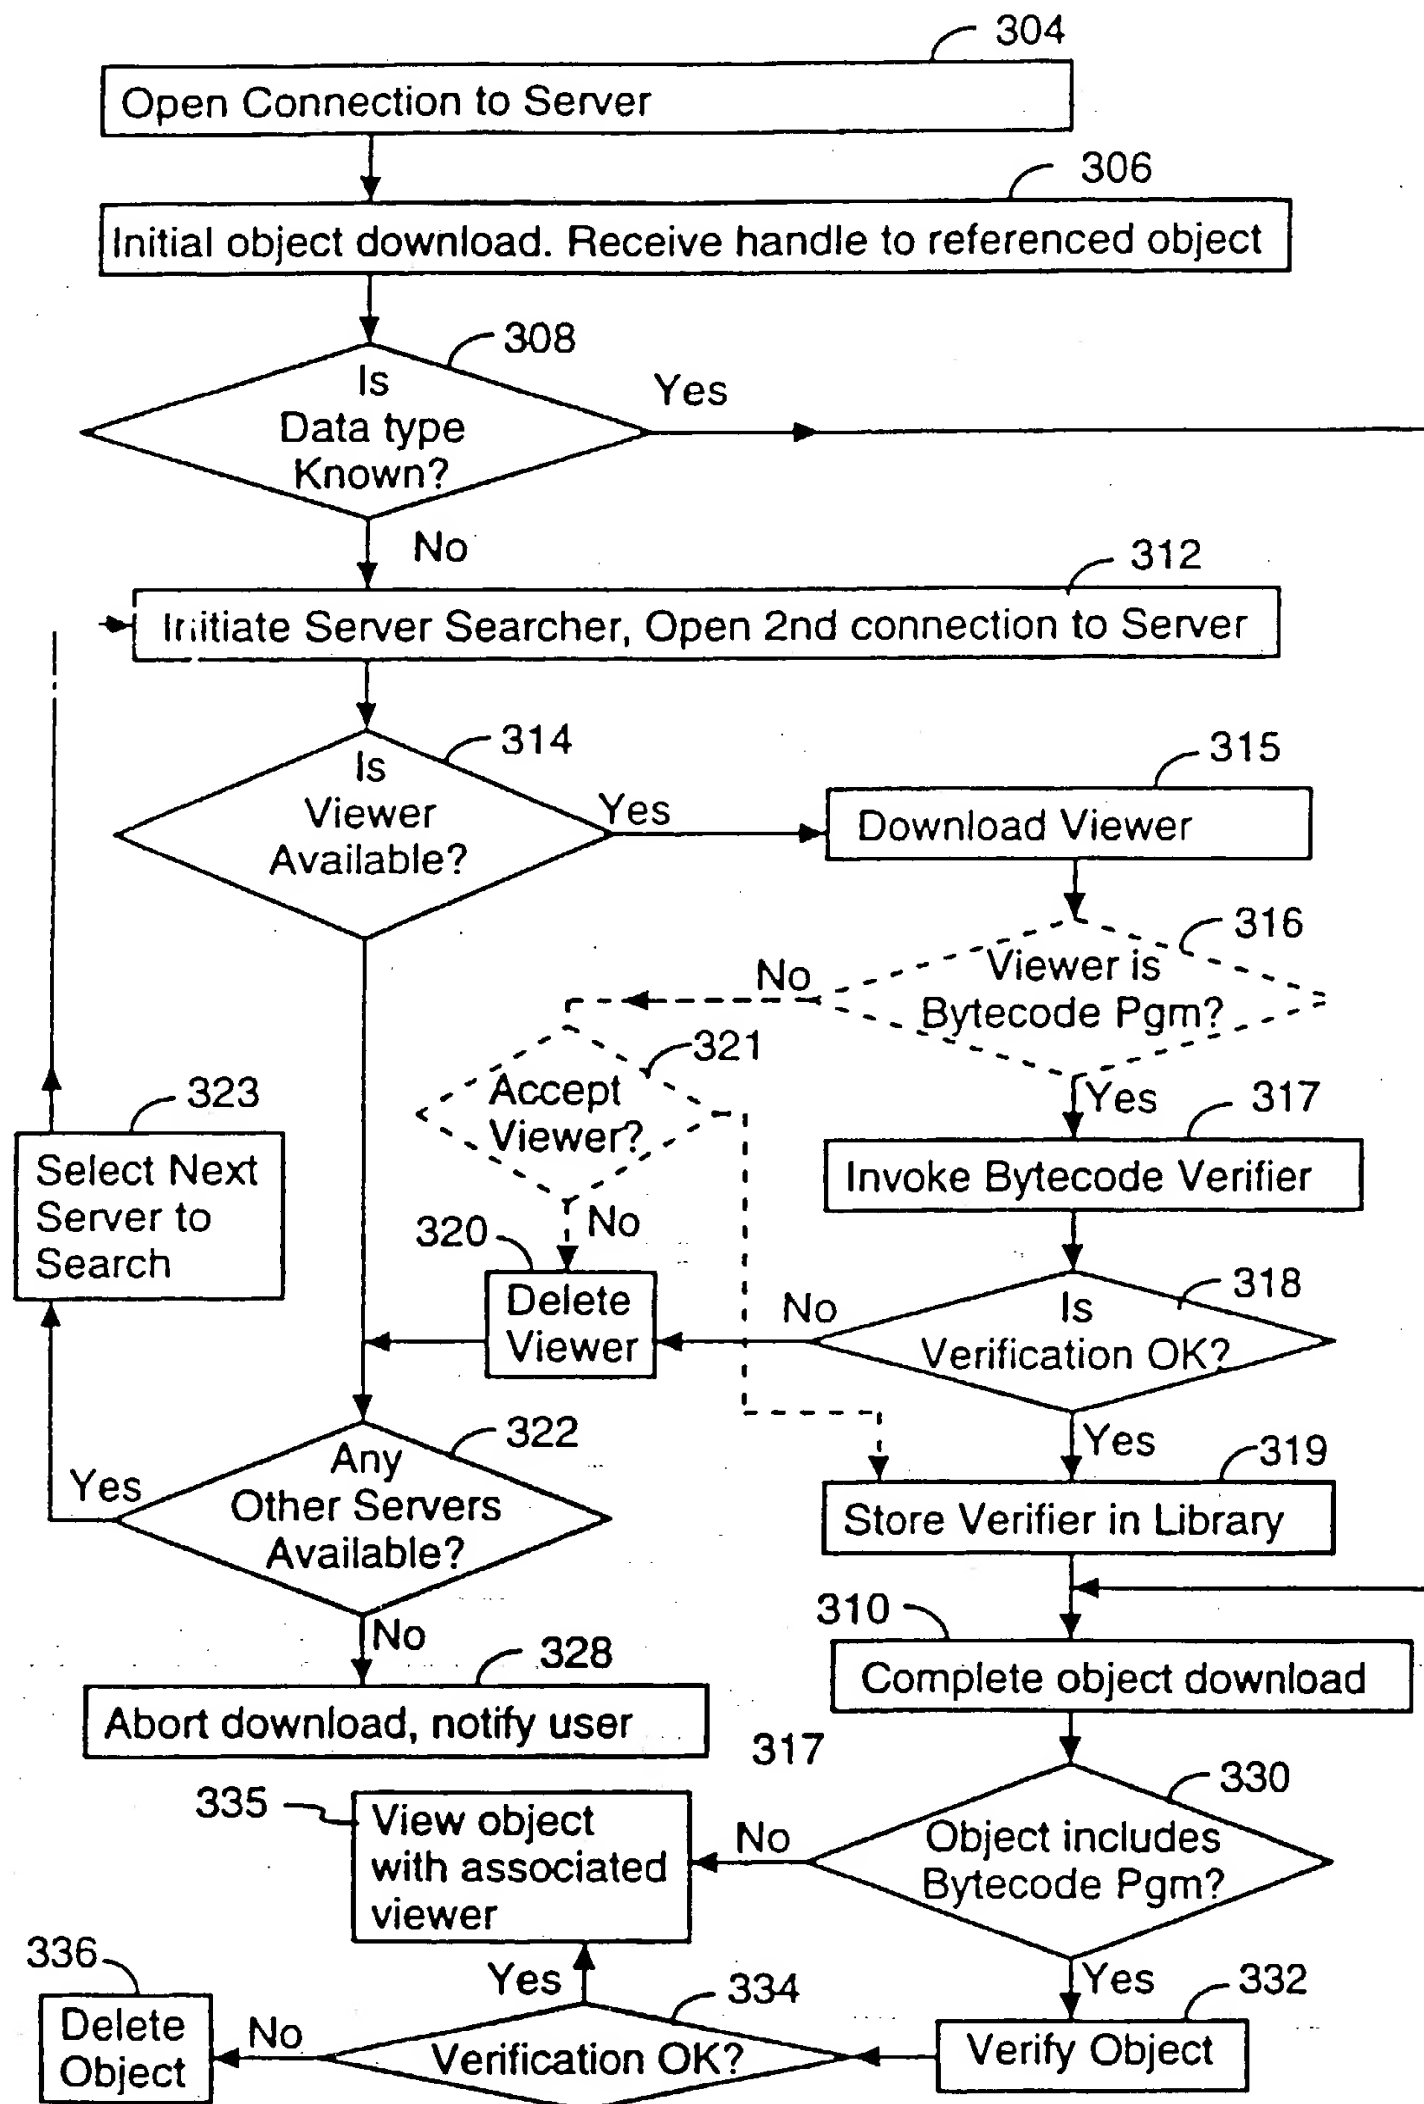 304
Open Connection to Server
306
Initial object download. Receive handle to referenced object
308
Is
Data type
Known?
Yes
No
312
Initiate Server Searcher, Open 2nd connection to Server
314
Is
Viewer
Available?
Yes
315
Download Viewer
316
Viewer is
Bytecode Pgm?
No
Yes
321
Accept
Viewer?
No
317
Invoke Bytecode Verifier
323
Select Next
Server to
Search
320
Delete
Viewer
318
Is
Verification OK?
No
Yes
322
Any
Other Servers
Available?
Yes
No
319
Store Verifier in Library
310
Complete object download
328
Abort download, notify user
317
330
Object includes
Bytecode Pgm?
No
Yes
335
View object
with associated
viewer
336
Delete
Object
No
Yes
334
Verification OK?
332
Verify Object